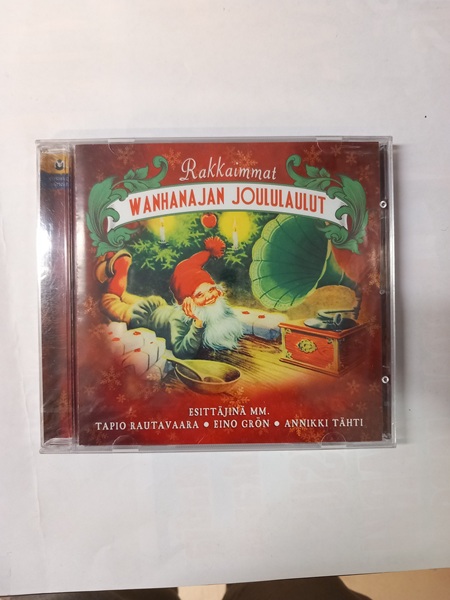 Rakkaimmat
WANHANAJAN JOULULAULUT
ESITTÄJINÄ MM.
TAPIO RAUTAVAARA • EINO GRÖN • ANNIKKI TÄHTI